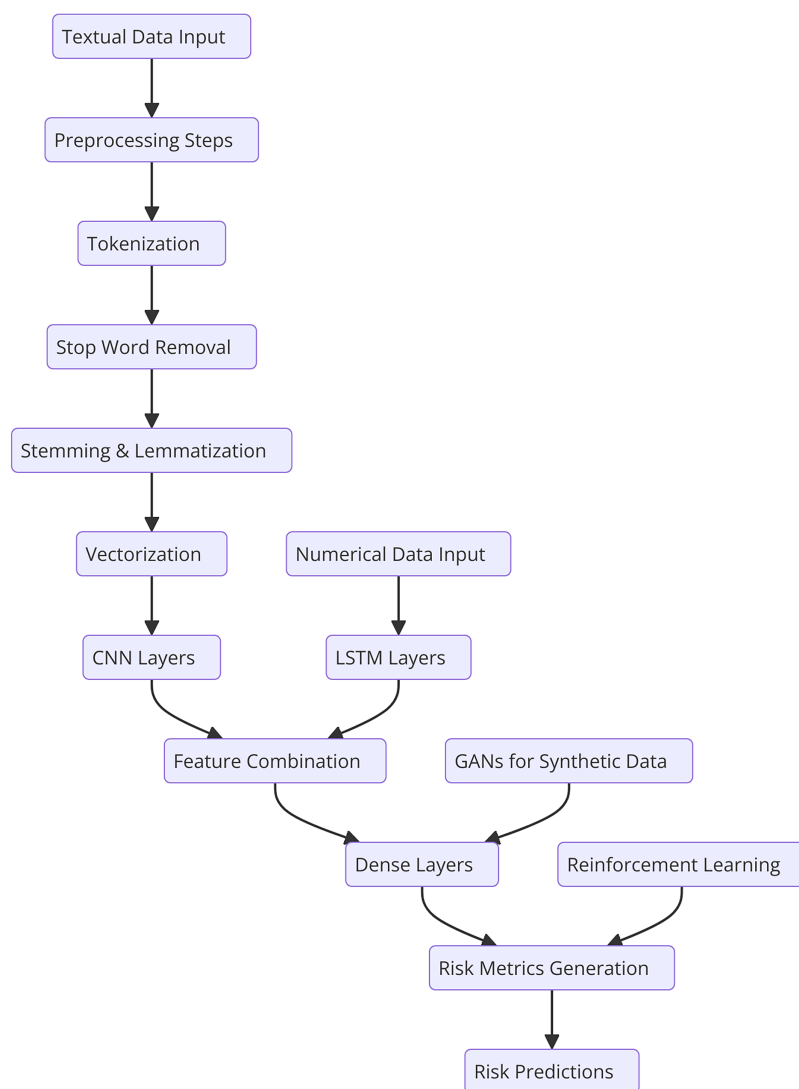 Textual Data Input
Preprocessing Steps
Tokenization
Stop Word Removal
Stemming & Lemmatization
Vectorization
Numerical Data Input
CNN Layers
LSTM Layers
Feature Combination
GANs for Synthetic Data
Dense Layers
Reinforcement Learning
Risk Metrics Generation
Risk Predictions